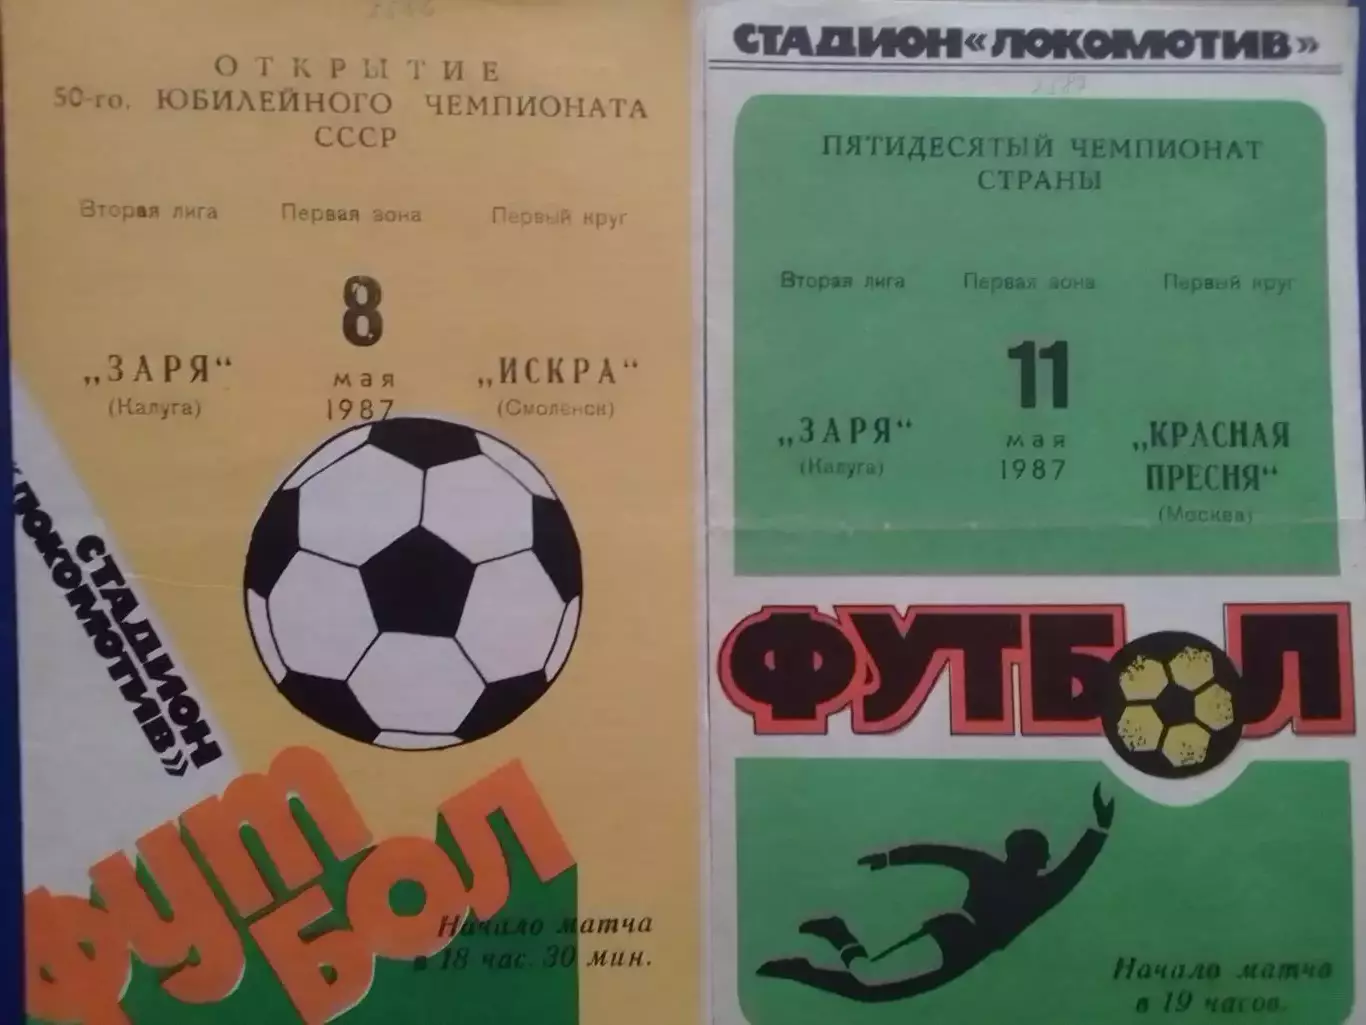 ОТКРЫТИЕ
50-го. ЮБИЛЕЙНОГО ЧЕМПИОНАТА
СССР
Вторая лига Первая зона Первый круг
8
„ЗАРЯ“ мая „ИСКРА“
(Калуга) 1987 (Смоленск)
СТАДИОН
«ЛОКОМОТИВ»
ФУТ
БОЛ
Начало матча
в 18 час. 30 мин.
СТАДИОН «ЛОКОМОТИВ»
ПЯТИДЕСЯТЫЙ ЧЕМПИОНАТ
СТРАНЫ
Вторая лига Первая зона Первый круг
11
„ЗАРЯ“ мая „КРАСНАЯ
(Калуга) 1987 ПРЕСНЯ“
(Москва)
ФУТБОЛ
Начало матча
в 19 часов.